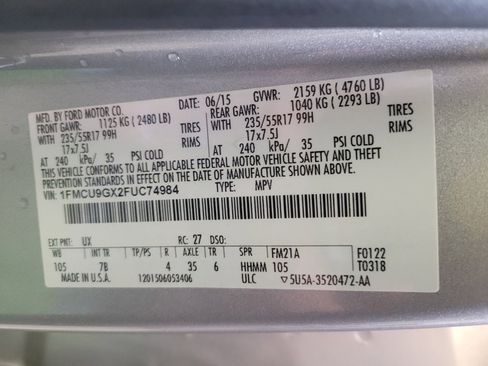 MFD. BY FORD MOTOR CO. DATE: 06/15 GVWR: 2159 KG ( 4760 LB)
FRONT GAWR: 1125 KG ( 2480 LB) REAR GAWR: 1040 KG ( 2293 LB)
WITH 235/55R17 99H TIRES WITH 235/55R17 99H TIRES
17x7.5J RIMS 17x7.5J RIMS
AT 240 kPa/ 35 PSI COLD AT 240 kPa/ 35 PSI COLD
THIS VEHICLE CONFORMS TO ALL APPLICABLE FEDERAL MOTOR VEHICLE SAFETY AND THEFT
PREVENTION STANDARDS IN EFFECT ON THE DATE OF MANUFACTURE SHOWN ABOVE.
VIN: 1FMCU9GX2FUC74984 TYPE: MPV
EXT PNT: UX RC: 27 DSO:
WB INT TR TP/PS R AXLE TR SPR FM21A F0122
105 7B 4 35 6 HHMM 105 T0318
MADE IN U.S.A. 1201506053406 ULC ▽5U5A-3520472-AA